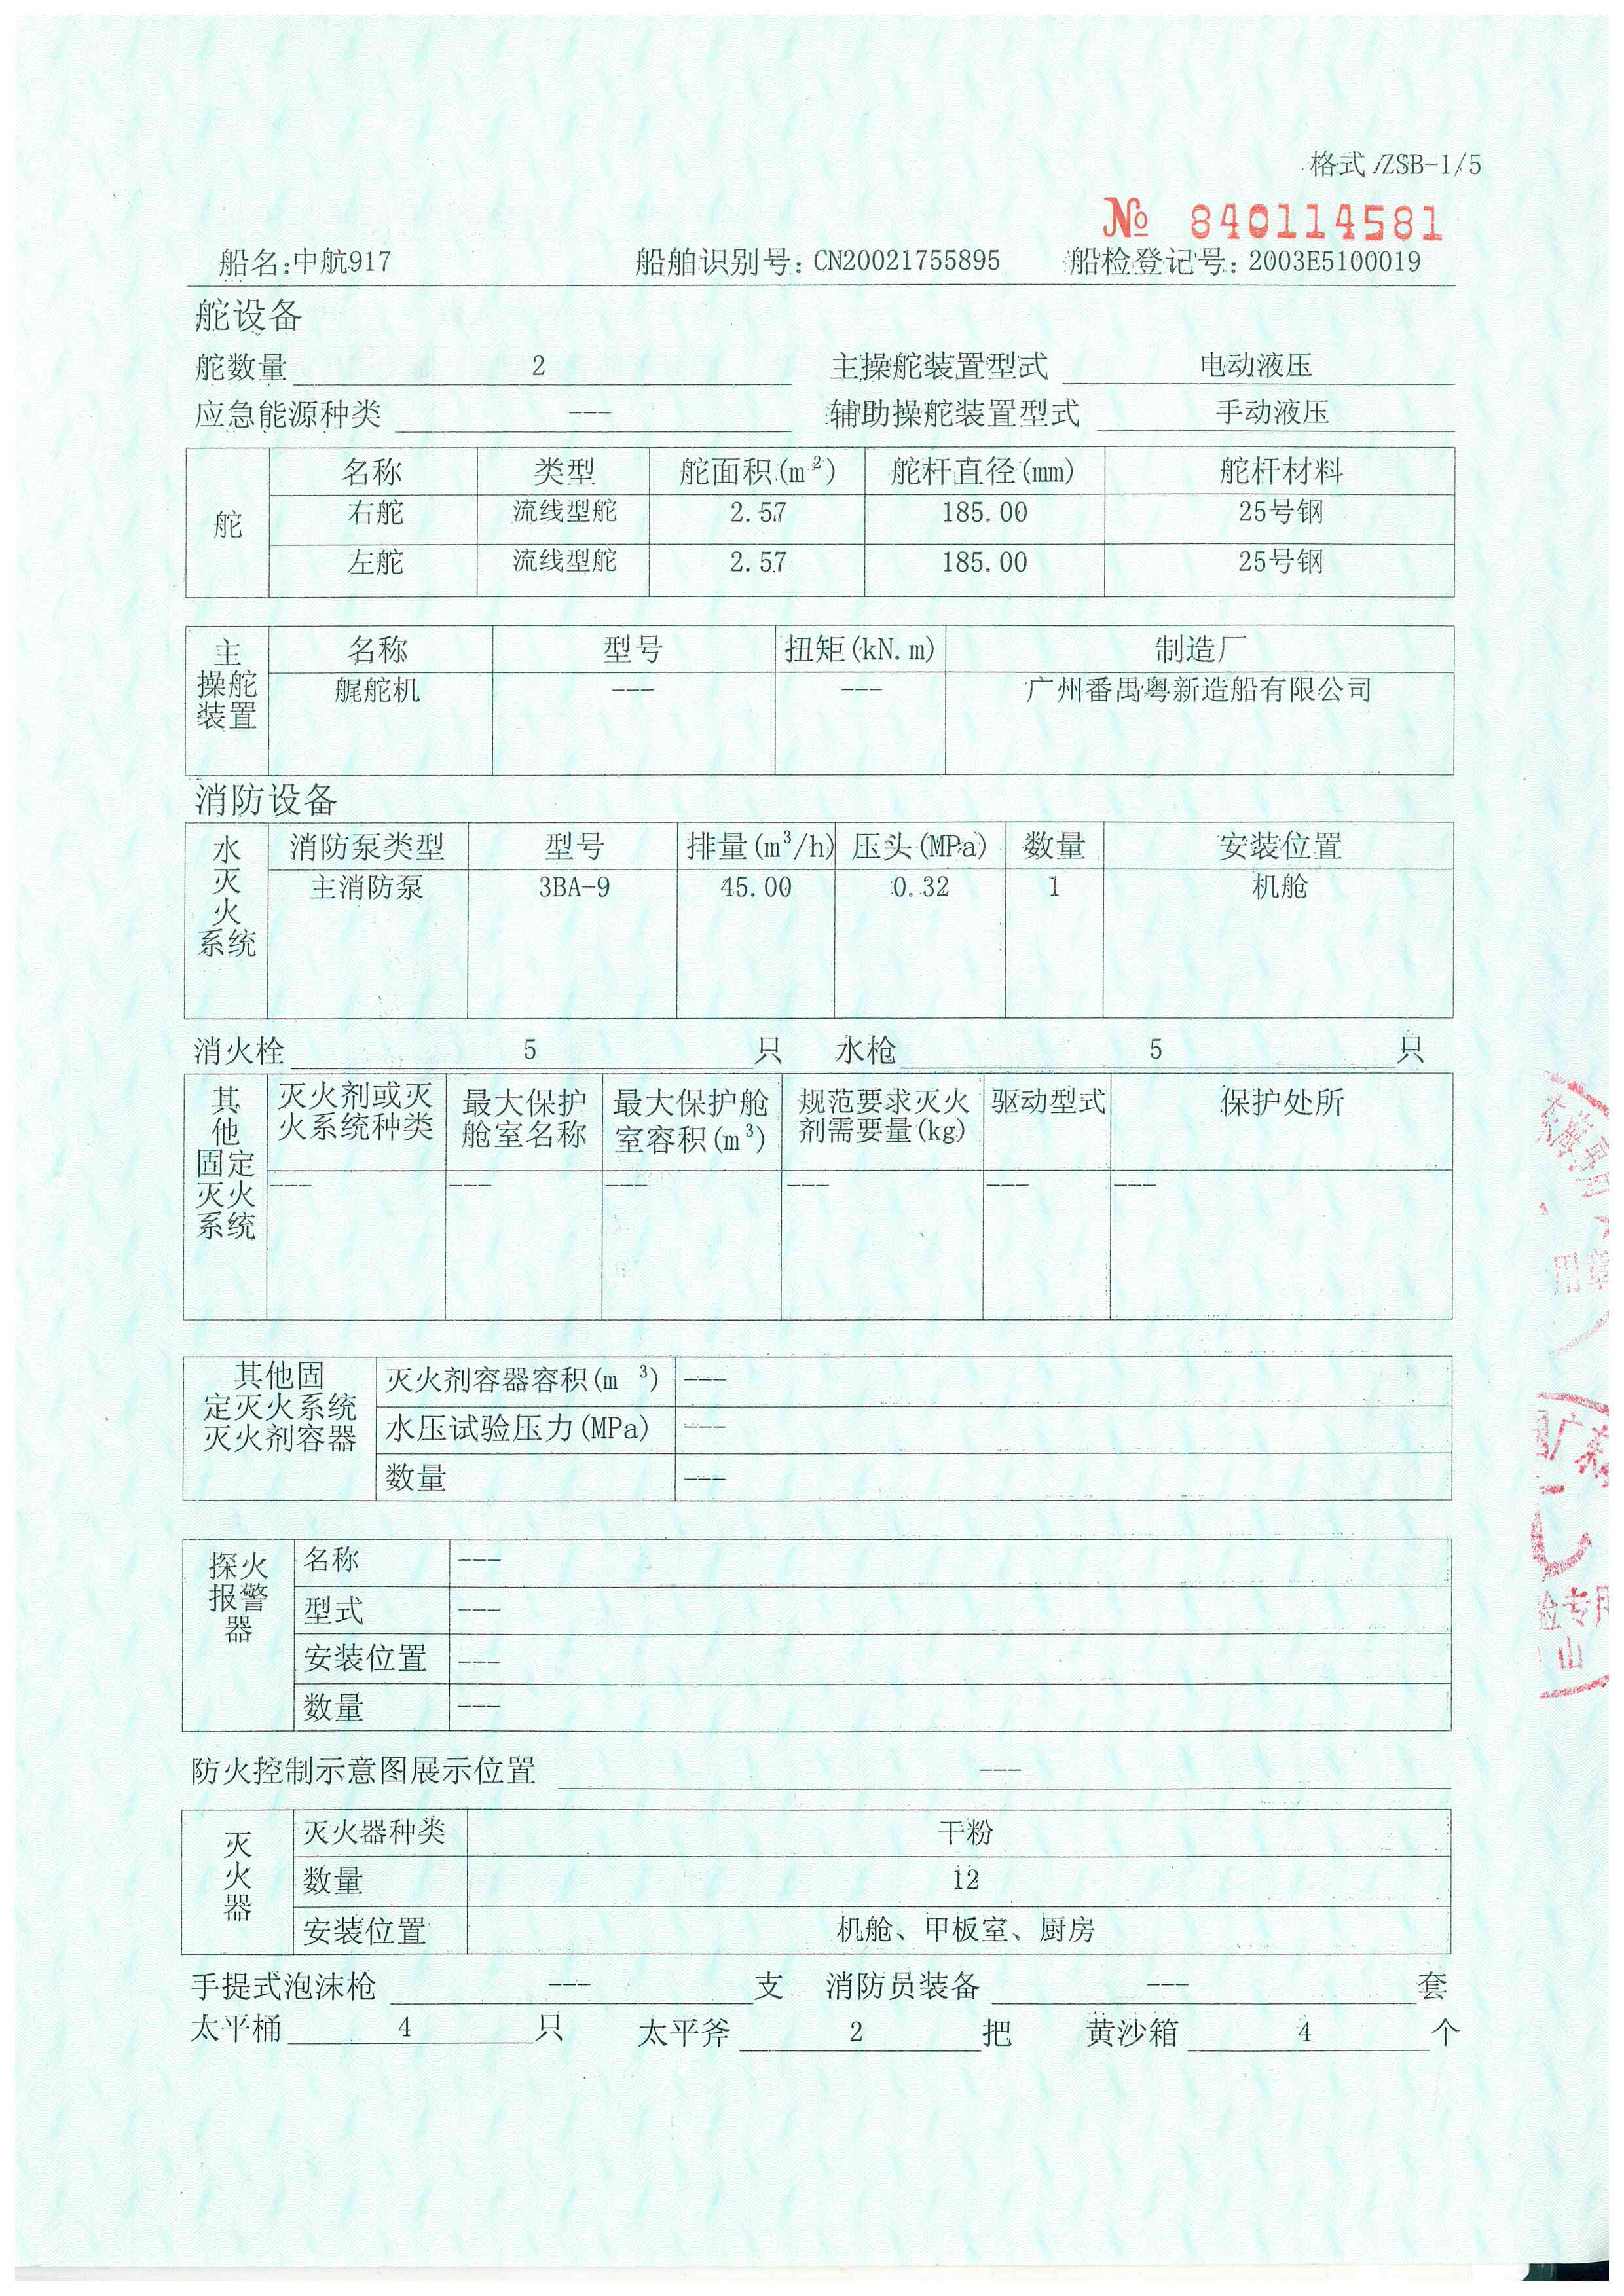 格式 ZSB-1/5
№ 840114581
船名:中航917 船舶识别号: CN20021755895 船检登记号: 2003E5100019
舵设备
舵数量 2 主操舵装置型式 电动液压
应急能源种类 --- 辅助操舵装置型式 手动液压
舵 名称 类型 舵面积(m²) 舵杆直径(mm) 舵杆材料
右舵 流线型舵 2.57 185.00 25号钢
左舵 流线型舵 2.57 185.00 25号钢
主操舵装置 名称 型号 扭矩(kN.m) 制造厂
艉舵机 --- --- 广州番禺粤新造船有限公司
消防设备
水灭火系统 消防泵类型 型号 排量(m³/h) 压头(MPa) 数量 安装位置
主消防泵 3BA-9 45.00 0.32 1 机舱
消火栓 5 只 水枪 5 只
其他固定灭火系统 灭火剂或灭火系统种类 最大保护舱室名称 最大保护舱室容积(m³) 规范要求灭火剂需要量(kg) 驱动型式 保护处所
--- --- --- --- --- ---
其他固定灭火系统灭火剂容器 灭火剂容器容积(m ³) ---
水压试验压力(MPa) ---
数量 ---
探火报警器 名称 ---
型式 ---
安装位置 ---
数量 ---
防火控制示意图展示位置 ---
灭火器 灭火器种类 干粉
数量 12
安装位置 机舱、甲板室、厨房
手提式泡沫枪 --- 支 消防员装备 --- 套
太平桶 4 只 太平斧 2 把 黄沙箱 4 个
用章
专用
山